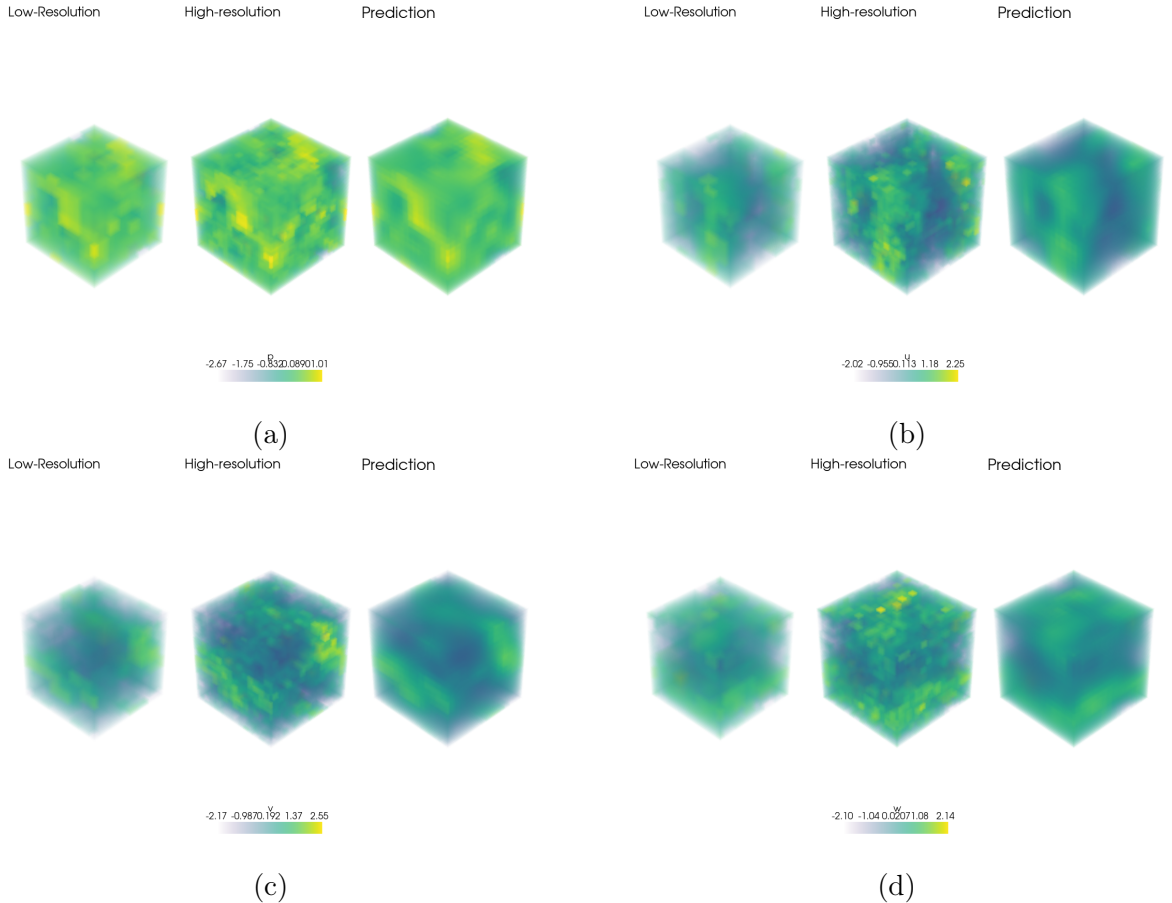 Low-Resolution High-resolution Prediction
Low-Resolution High-resolution Prediction
p
-2.67 -1.75 -0.832 0.0890 1.01
u
-2.02 -0.955 0.113 1.18 2.25
(a)
(b)
Low-Resolution High-resolution Prediction
Low-Resolution High-resolution Prediction
v
-2.17 -0.987 0.192 1.37 2.55
w
-2.10 -1.04 0.0207 1.08 2.14
(c)
(d)